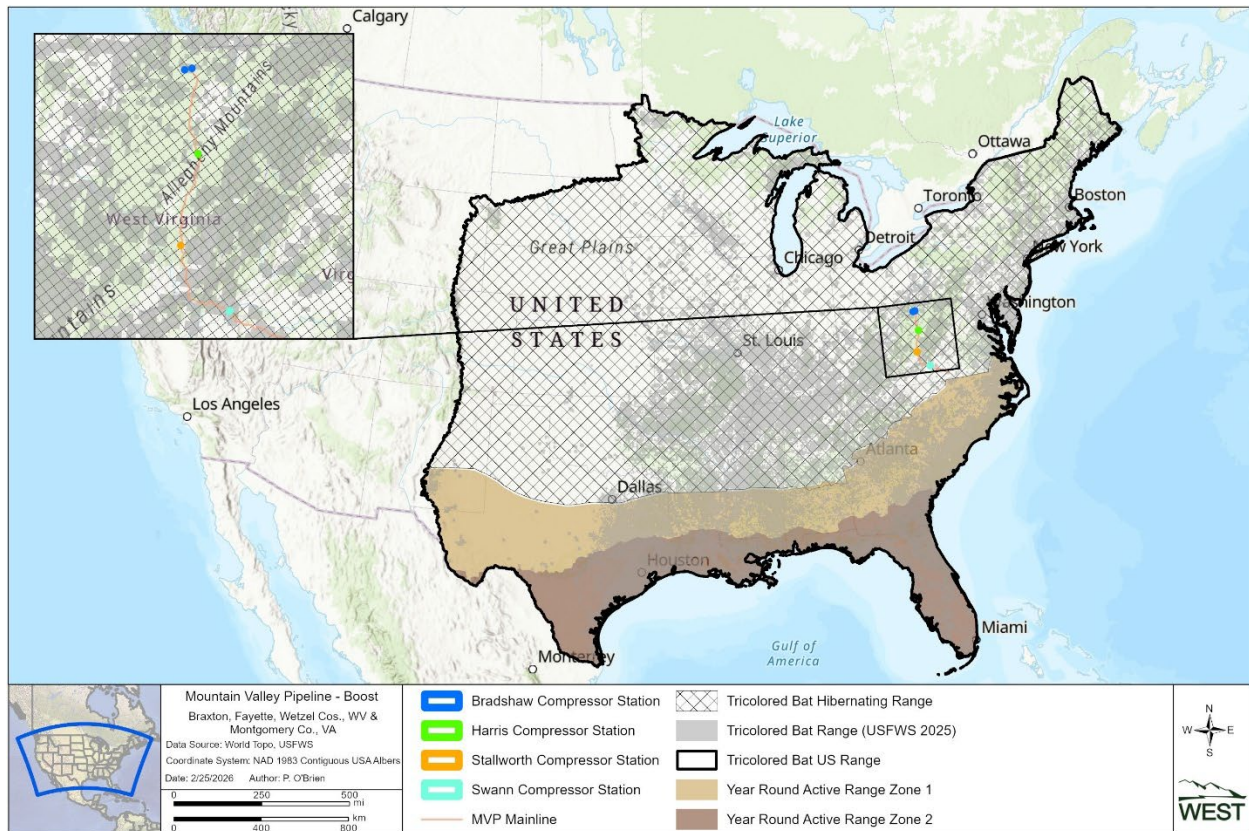 Calgary
Allegheny Mountains
West Virginia
Lake
Superior
Ottawa
Toronto
Boston
Detroit
Great Plains
Chicago
New York
UNITED
STATES
St. Louis
Los Angeles
Atlanta
Dallas
Houston
Miami
Gulf of
America
Mountain Valley Pipeline - Boost
Braxton, Fayette, Wetzel Cos., WV &
Montgomery Co., VA
Data Source: World Topo, USFWS
Coordinate System: NAD 1983 Contiguous USA Albers
Date: 2/25/2026 Author: P. O'Brien
0 250 500
mi
km
0 400 800
Bradshaw Compressor Station
Harris Compressor Station
Stallworth Compressor Station
Swann Compressor Station
MVP Mainline
Tricolored Bat Hibernating Range
Tricolored Bat Range (USFWS 2025)
Tricolored Bat US Range
Year Round Active Range Zone 1
Year Round Active Range Zone 2
N
W E
S
WEST